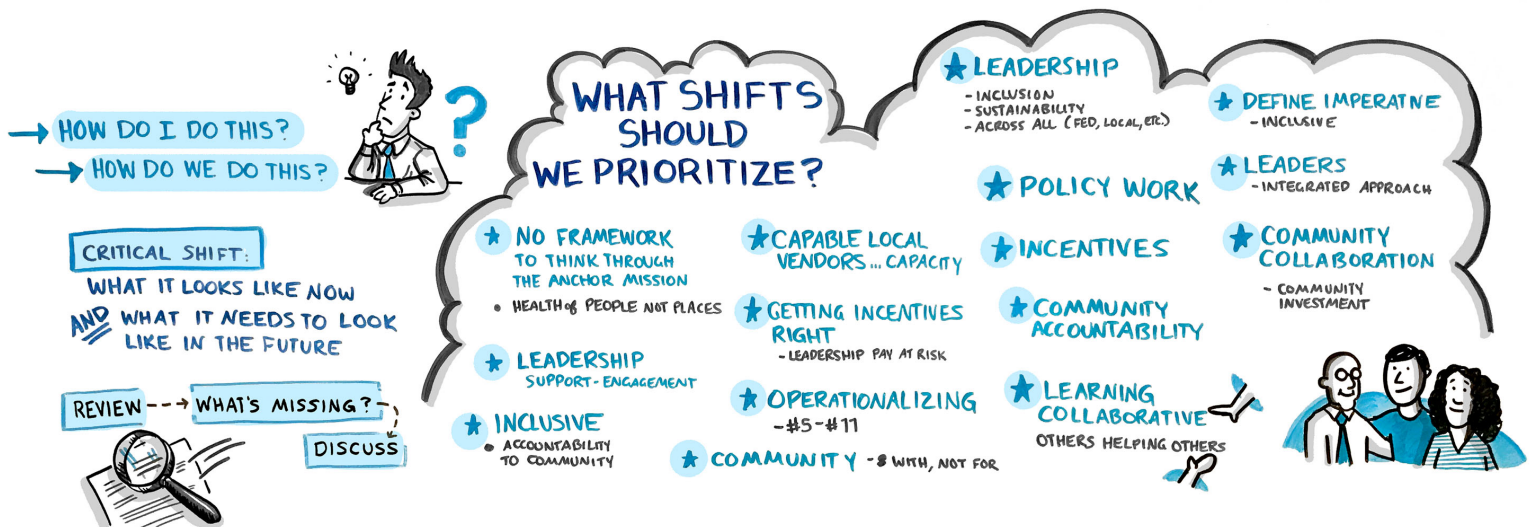 → HOW DO I DO THIS?
→ HOW DO WE DO THIS?
?
CRITICAL SHIFT:
WHAT IT LOOKS LIKE NOW
AND WHAT IT NEEDS TO LOOK
LIKE IN THE FUTURE
REVIEW --→ WHAT'S MISSING?
DISCUSS
WHAT SHIFTS
SHOULD
WE PRIORITIZE?
★ NO FRAMEWORK
TO THINK THROUGH
THE ANCHOR MISSION
• HEALTH of PEOPLE NOT PLACES
★ LEADERSHIP
SUPPORT - ENGAGEMENT
★ INCLUSIVE
• ACCOUNTABILITY
TO COMMUNITY
★ CAPABLE LOCAL
VENDORS... CAPACITY
★ GETTING INCENTIVES
RIGHT
- LEADERSHIP PAY AT RISK
★ OPERATIONALIZING
- #5 - #11
★ COMMUNITY - $ WITH, NOT FOR
★ LEADERSHIP
- INCLUSION
- SUSTAINABILITY
- ACROSS ALL (FED, LOCAL, ETC.)
★ POLICY WORK
★ INCENTIVES
★ COMMUNITY
ACCOUNTABILITY
★ LEARNING
COLLABORATIVE
OTHERS HELPING OTHERS
★ DEFINE IMPERATIVE
- INCLUSIVE
★ LEADERS
- INTEGRATED APPROACH
★ COMMUNITY
COLLABORATION
- COMMUNITY
INVESTMENT